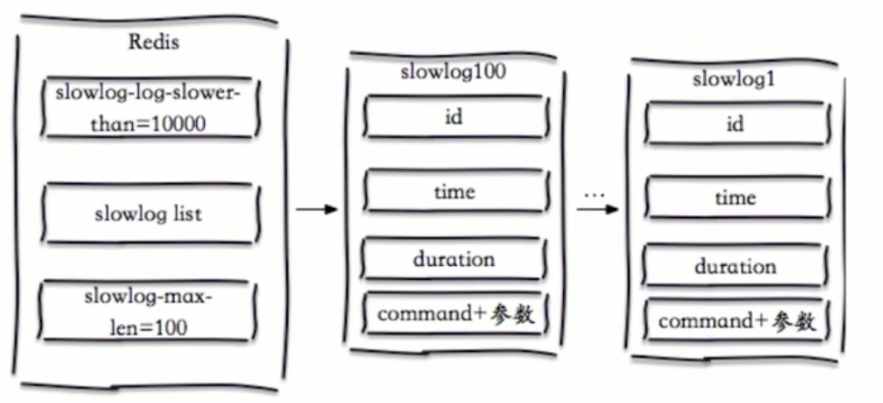 Redis
slowlog-log-slower-
than=10000
slowlog list
slowlog-max-
len=100
slowlog100
id
time
duration
command+参数
...
slowlog1
id
time
duration
command+参数